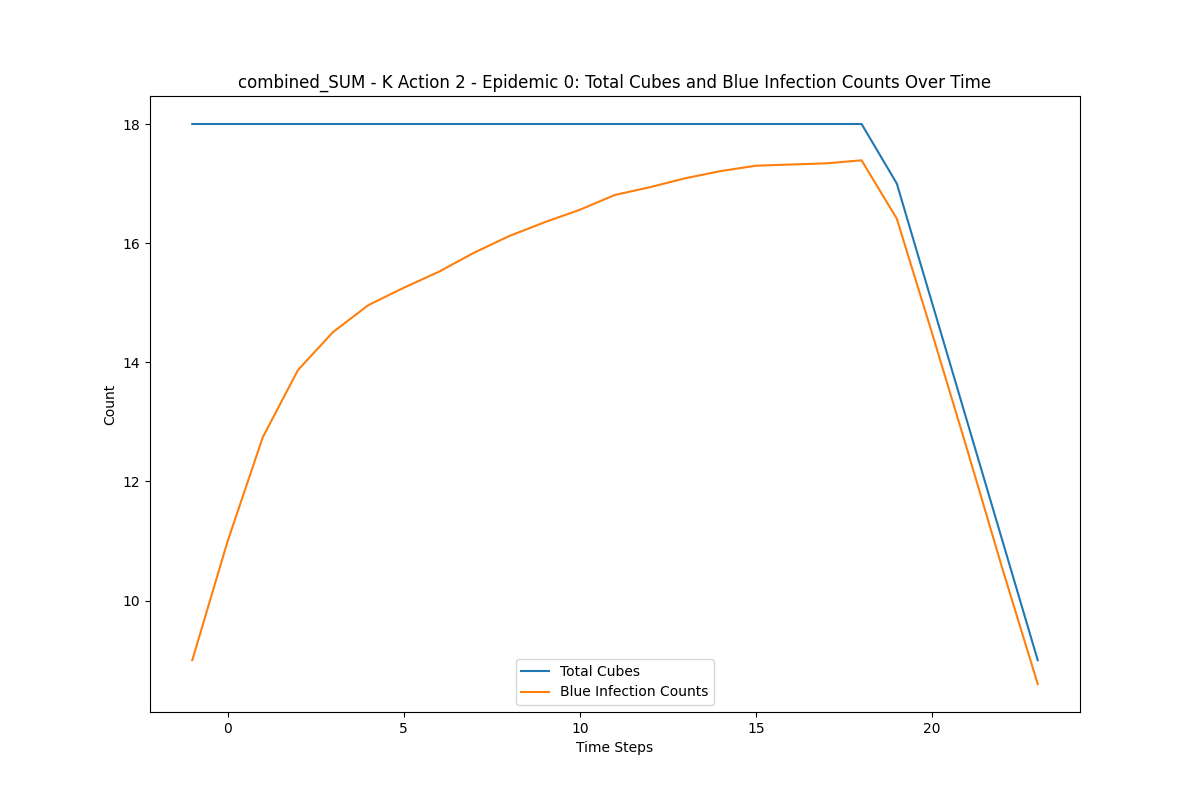 combined_SUM - K Action 2 - Epidemic 0: Total Cubes and Blue Infection Counts Over Time
18
16
14
12
10
Count
Total Cubes
Blue Infection Counts
0 5 10 15 20
Time Steps